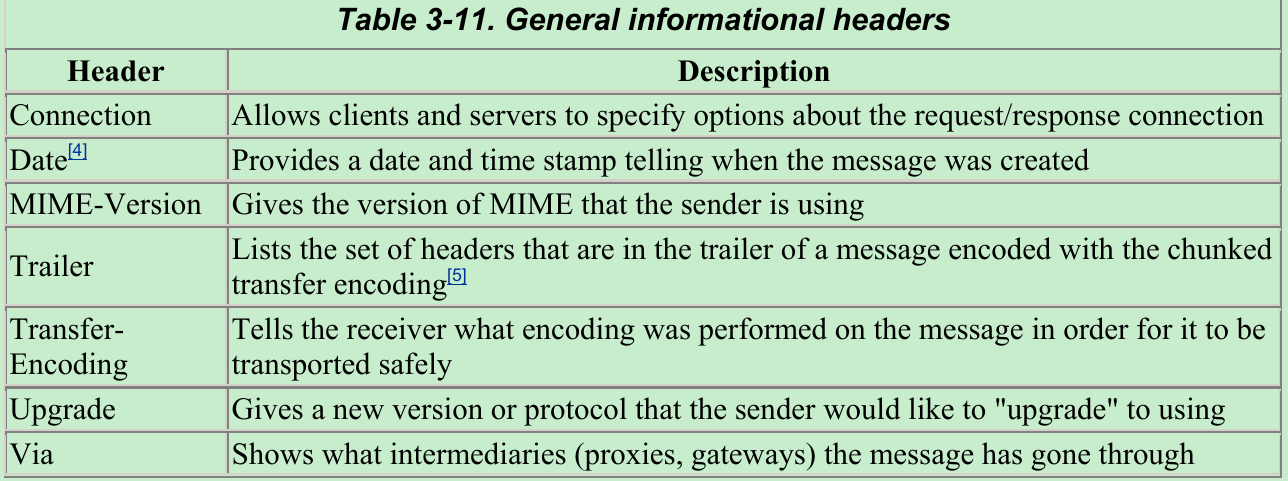 Table 3-11. General informational headers
Header Description
Connection Allows clients and servers to specify options about the request/response connection
Date[4] Provides a date and time stamp telling when the message was created
MIME-Version Gives the version of MIME that the sender is using
Trailer Lists the set of headers that are in the trailer of a message encoded with the chunked
transfer encoding[5]
Transfer-
Encoding
Tells the receiver what encoding was performed on the message in order for it to be
transported safely
Upgrade Gives a new version or protocol that the sender would like to "upgrade" to using
Via Shows what intermediaries (proxies, gateways) the message has gone through